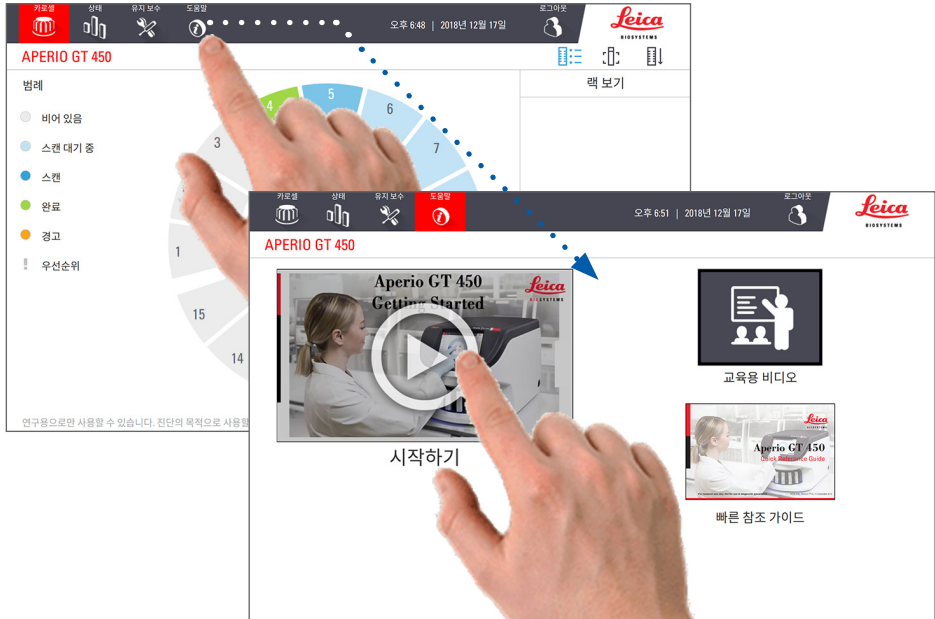 카로셀
상태
유지 보수
도움말
오후 6:48 | 2018년 12월 17일
로그아웃
Leica
BIOSYSTEMS
APERIO GT 450
범례
랙 보기
비어 있음
스캔 대기 중
스캔
완료
경고
우선순위
4
5
6
7
3
1
15
14
연구용으로만 사용할 수 있습니다. 진단의 목적으로 사용할
카로셀
상태
유지 보수
도움말
오후 6:51 | 2018년 12월 17일
로그아웃
Leica
BIOSYSTEMS
APERIO GT 450
Aperio GT 450
Getting Started
Leica
BIOSYSTEMS
시작하기
교육용 비디오
Leica
Aperio GT 450
Quick Reference Guide
빠른 참조 가이드